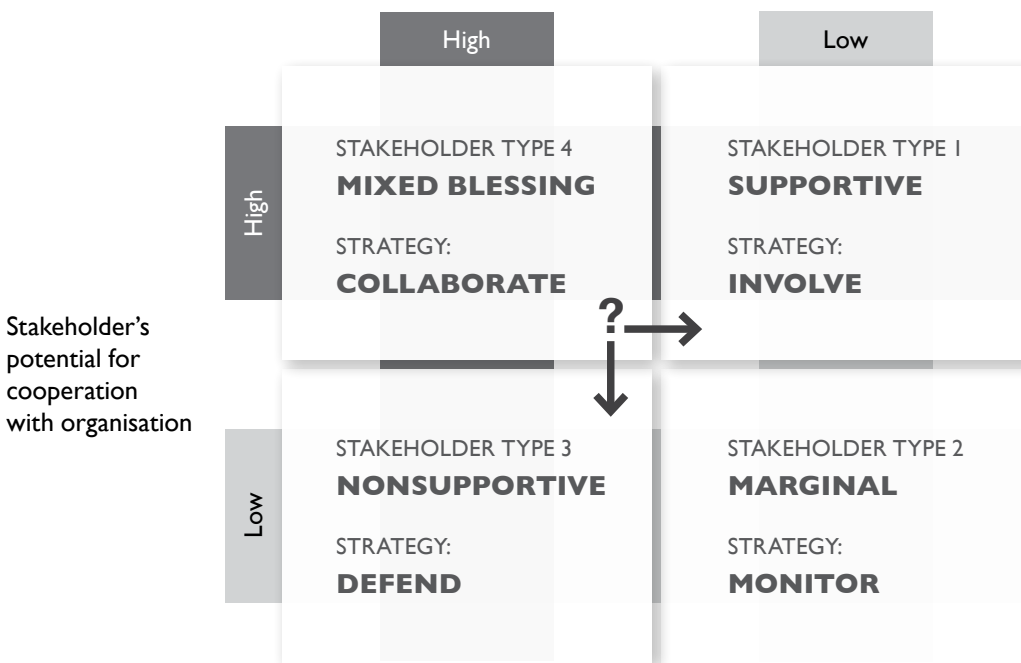 High
Low
High
STAKEHOLDER TYPE 4
MIXED BLESSING
STRATEGY:
COLLABORATE
STAKEHOLDER TYPE 1
SUPPORTIVE
STRATEGY:
INVOLVE
?
Stakeholder’s
potential for
cooperation
with organisation
Low
STAKEHOLDER TYPE 3
NONSUPPORTIVE
STRATEGY:
DEFEND
STAKEHOLDER TYPE 2
MARGINAL
STRATEGY:
MONITOR